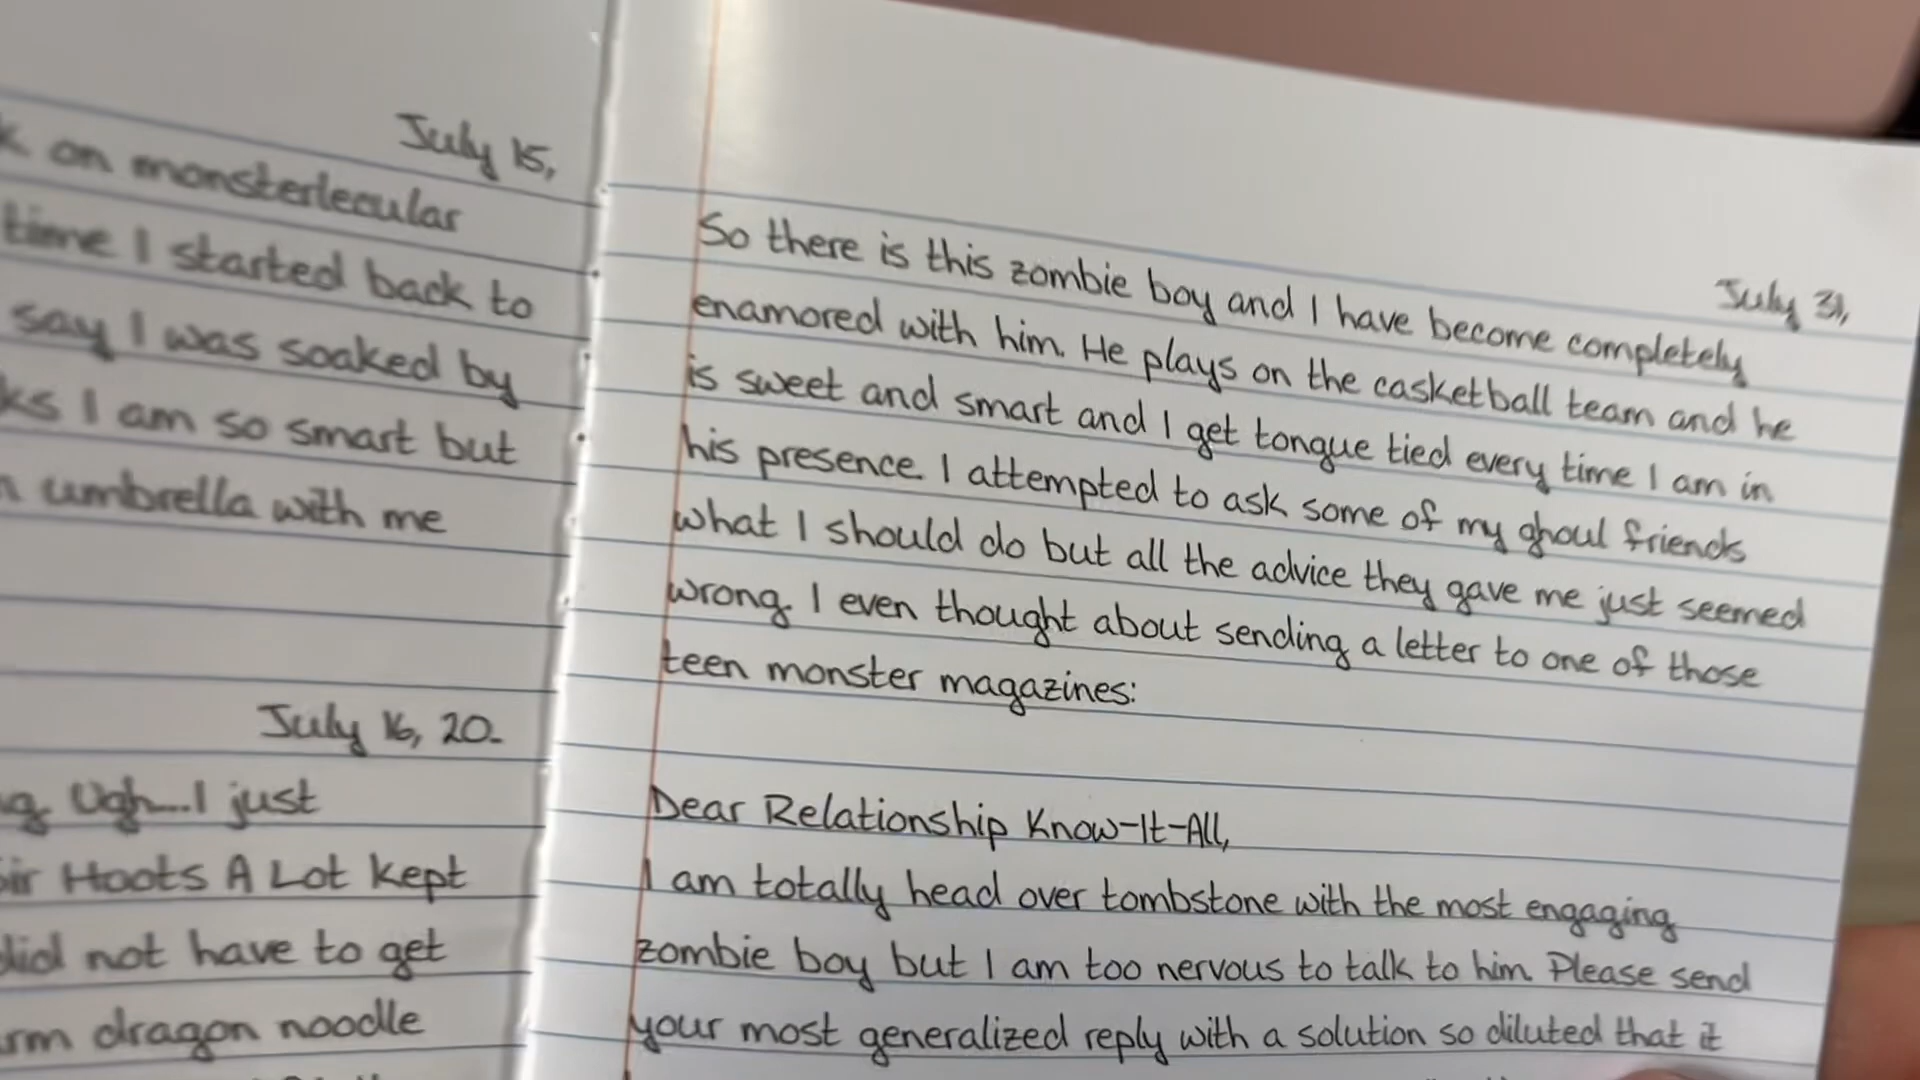 July 15,
on monsterlecular
time I started back to
say I was soaked by
I am so smart but
umbrella with me
July 16, 20.
Ugh....I just
Hoots A Lot kept
did not have to get
dragon noodle
July 31,
So there is this zombie boy and I have become completely
enamored with him. He plays on the casketball team and he
is sweet and smart and I get tongue tied every time I am in
his presence. I attempted to ask some of my ghoul friends
what I should do but all the advice they gave me just seemed
wrong. I even thought about sending a letter to one of those
teen monster magazines:
Dear Relationship Know-It-All,
I am totally head over tombstone with the most engaging
zombie boy but I am too nervous to talk to him. Please send
your most generalized reply with a solution so diluted that it